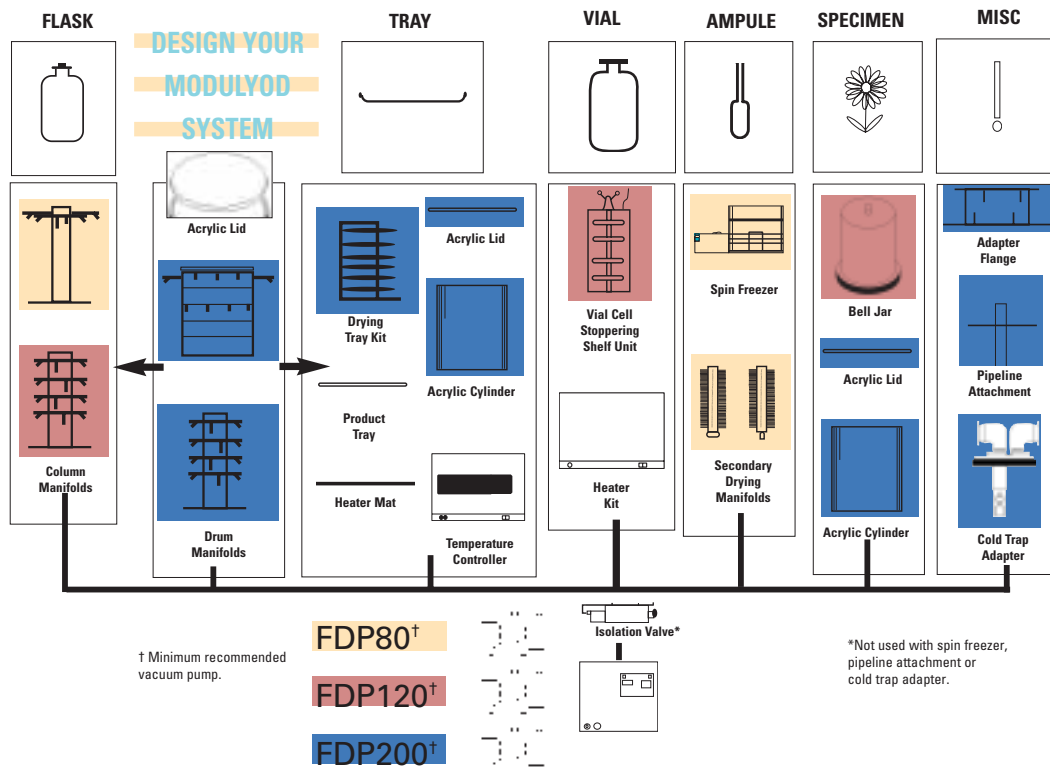 FLASK
DESIGN YOUR
MODULYOD
SYSTEM
TRAY
VIAL
AMPULE
SPECIMEN
MISC
Acrylic Lid
Column
Manifolds
Drum
Manifolds
Drying
Tray Kit
Acrylic Lid
Acrylic Cylinder
Product
Tray
Heater Mat
Temperature
Controller
Vial Cell
Stoppering
Shelf Unit
Heater
Kit
Spin Freezer
Secondary
Drying
Manifolds
Bell Jar
Acrylic Lid
Acrylic Cylinder
Adapter
Flange
Pipeline
Attachment
Cold Trap
Adapter
† Minimum recommended
vacuum pump.
FDP80†
FDP120†
FDP200†
Isolation Valve*
*Not used with spin freezer,
pipeline attachment or
cold trap adapter.